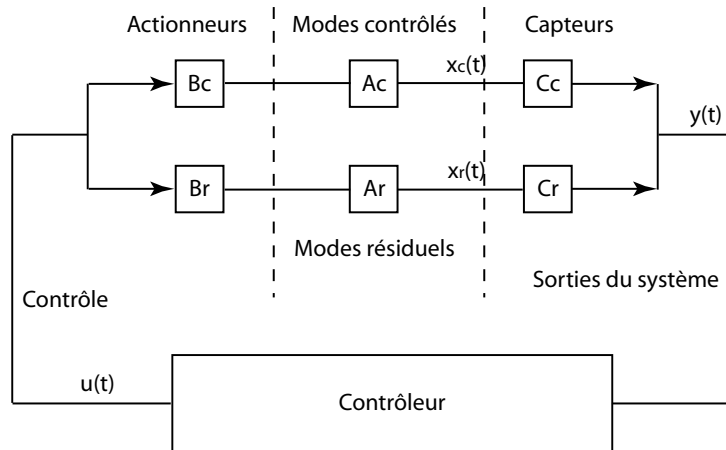 Actionneurs
Modes contrôlés
Capteurs
Bc
Ac
xc(t)
Cc
y(t)
Br
Ar
xr(t)
Cr
Modes résiduels
Sorties du système
Contrôle
u(t)
Contrôleur